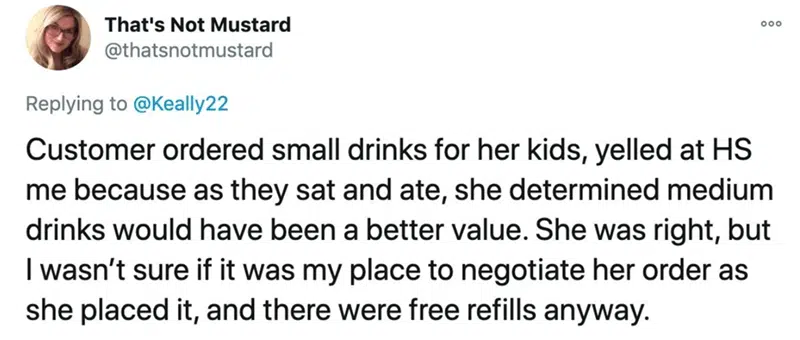 That's Not Mustard
@thatsnotmustard
Replying to @Keally22
Customer ordered small drinks for her kids, yelled at HS
me because as they sat and ate, she determined medium
drinks would have been a better value. She was right, but
I wasn’t sure if it was my place to negotiate her order as
she placed it, and there were free refills anyway.